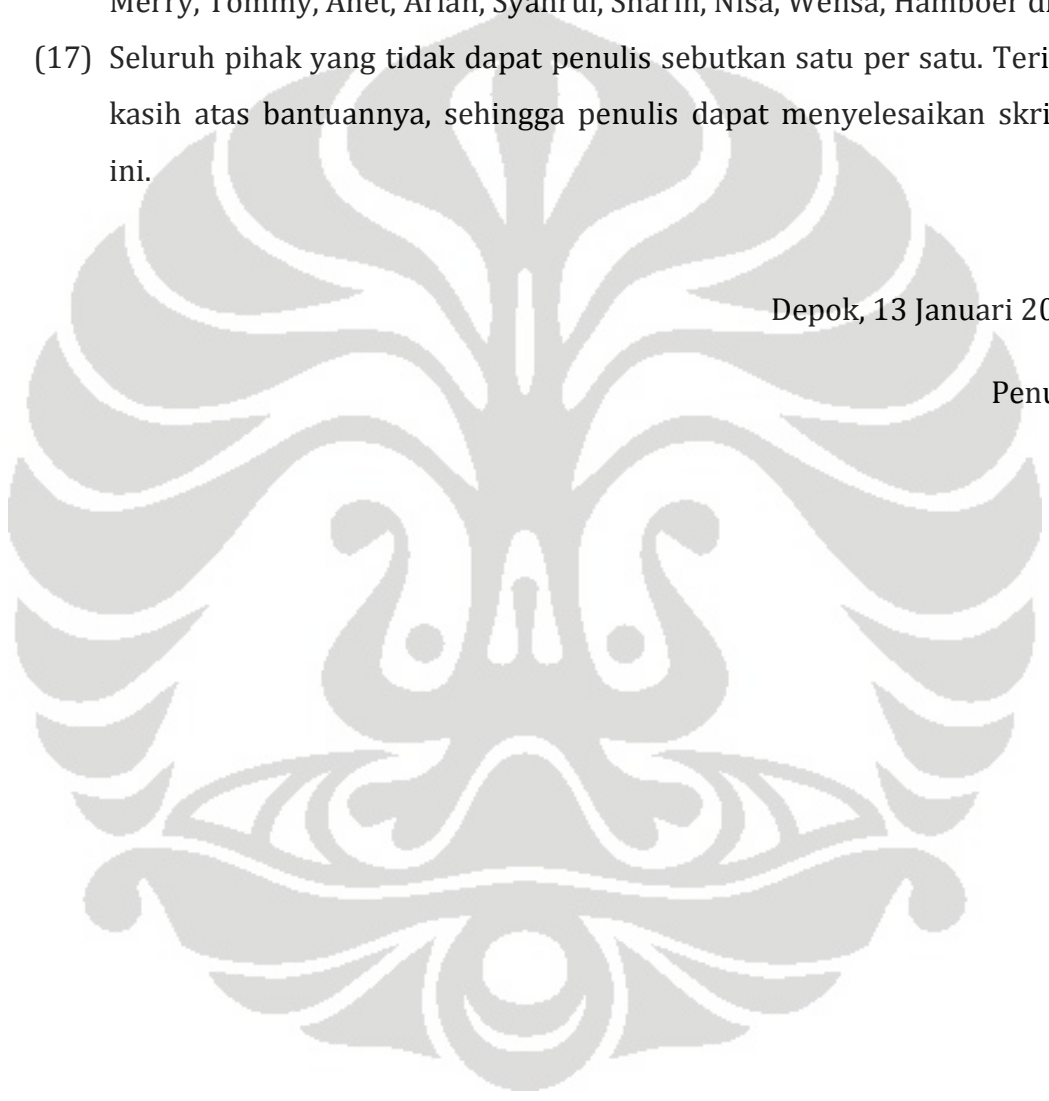 Merry, Tommy, Anet, Arian, Syahrul, Sharin, Nisa, Wensa, Hamboer
(17) Seluruh pihak yang tidak dapat penulis sebutkan satu per satu. Teri
kasih atas bantuannya, sehingga penulis dapat menyelesaikan skri
ini.
Depok, 13 Januari 20
Penu